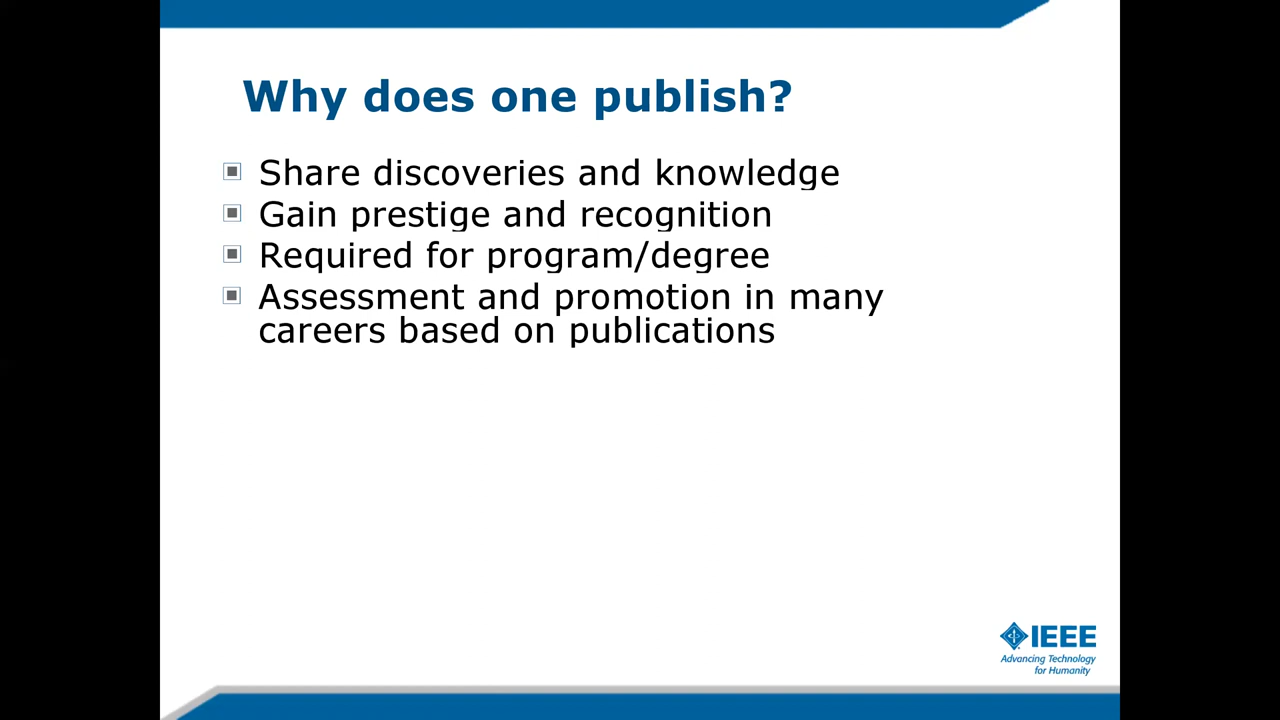 Why does one publish?
Share discoveries and knowledge
Gain prestige and recognition
Required for program/degree
Assessment and promotion in many
careers based on publications
IEEE
Advancing Technology
for Humanity